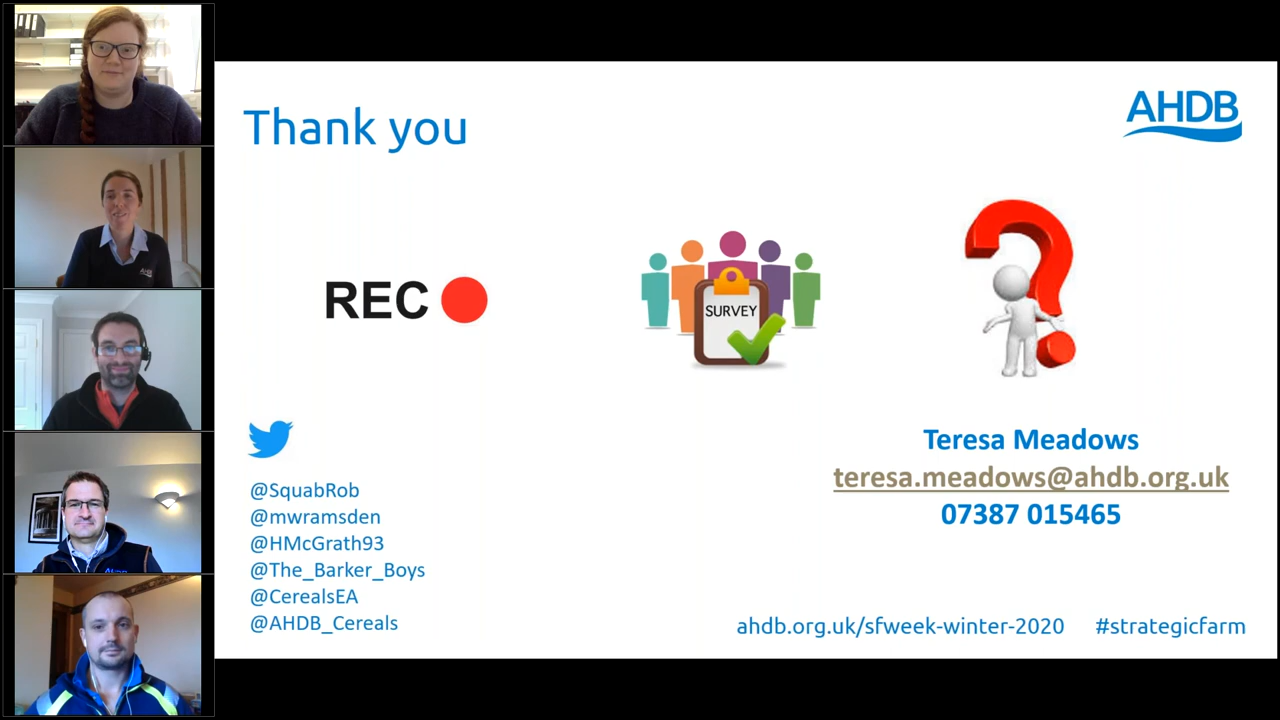 Thank you
AHDB
REC
SURVEY
Teresa Meadows
teresa.meadows@ahdb.org.uk
07387 015465
@SquabRob
@mwramsden
@HMcGrath93
@The_Barker_Boys
@CerealsEA
@AHDB_Cereals
ahdb.org.uk/sfweek-winter-2020 #strategicfarm
AHDB